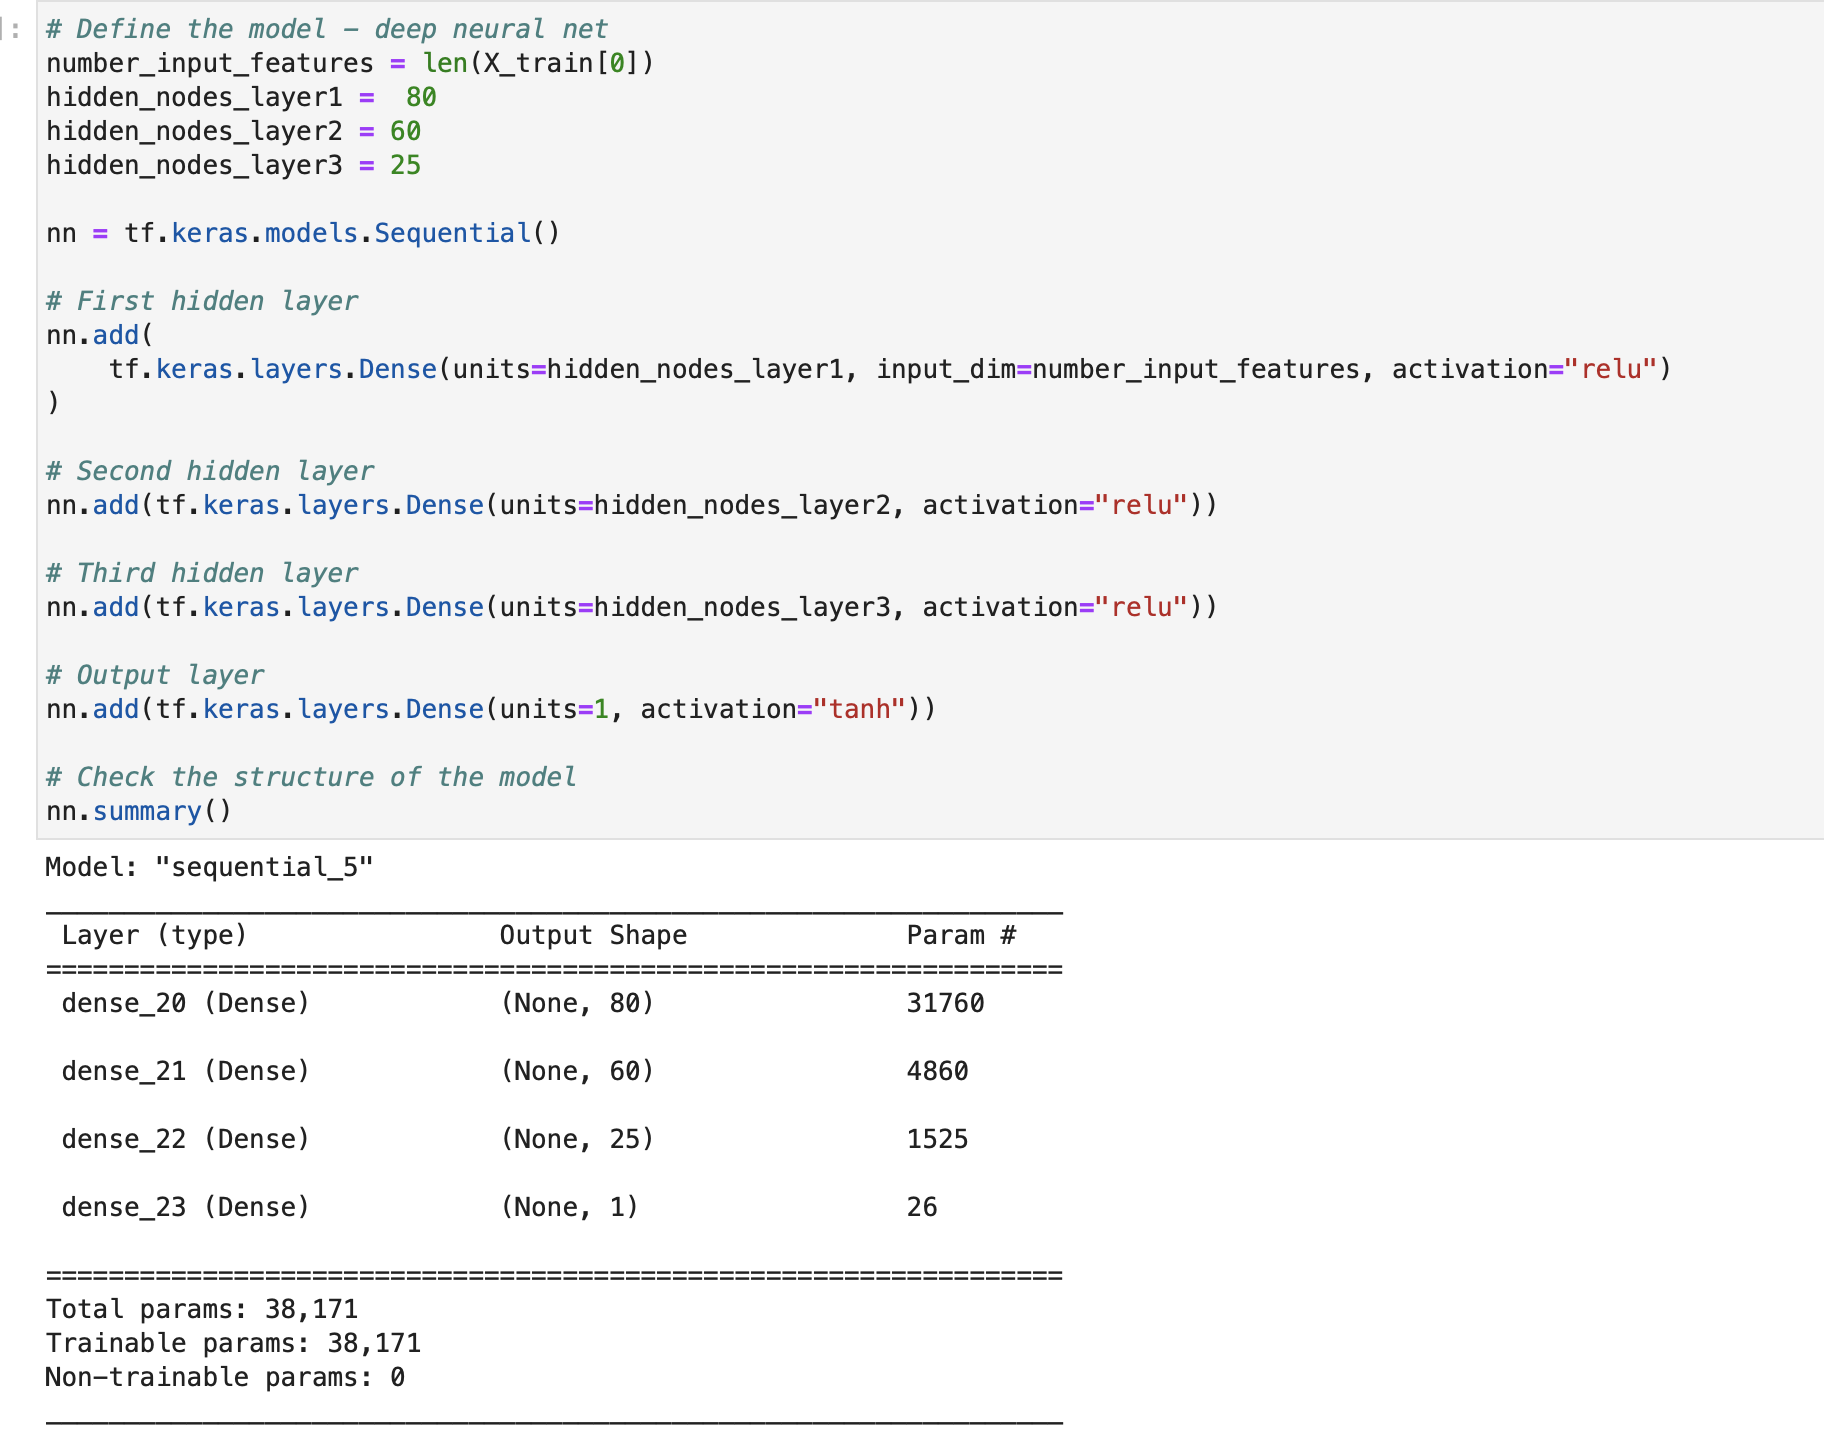 ]:
# Define the model – deep neural net
number_input_features = len(X_train[0])
hidden_nodes_layer1 =  80
hidden_nodes_layer2 = 60
hidden_nodes_layer3 = 25
nn = tf.keras.models.Sequential()
# First hidden layer
nn.add(
    tf.keras.layers.Dense(units=hidden_nodes_layer1, input_dim=number_input_features, activation="relu")
)
# Second hidden layer
nn.add(tf.keras.layers.Dense(units=hidden_nodes_layer2, activation="relu"))
# Third hidden layer
nn.add(tf.keras.layers.Dense(units=hidden_nodes_layer3, activation="relu"))
# Output layer
nn.add(tf.keras.layers.Dense(units=1, activation="tanh"))
# Check the structure of the model
nn.summary()
Model: "sequential_5"
_________________________________________________________________
Layer (type)                Output Shape              Param #
=================================================================
dense_20 (Dense)            (None, 80)                31760
dense_21 (Dense)            (None, 60)                4860
dense_22 (Dense)            (None, 25)                1525
dense_23 (Dense)            (None, 1)                 26
=================================================================
Total params: 38,171
Trainable params: 38,171
Non-trainable params: 0
_________________________________________________________________